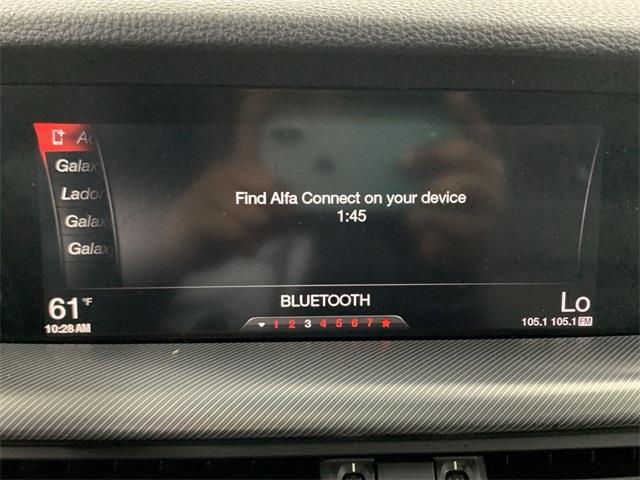 Galax
Lador
Galax
Galax
Find Alfa Connect on your device
1:45
61°F
10:28 AM
BLUETOOTH
1 2 3 4 5 6 7
Lo
105.1 105.1 FM